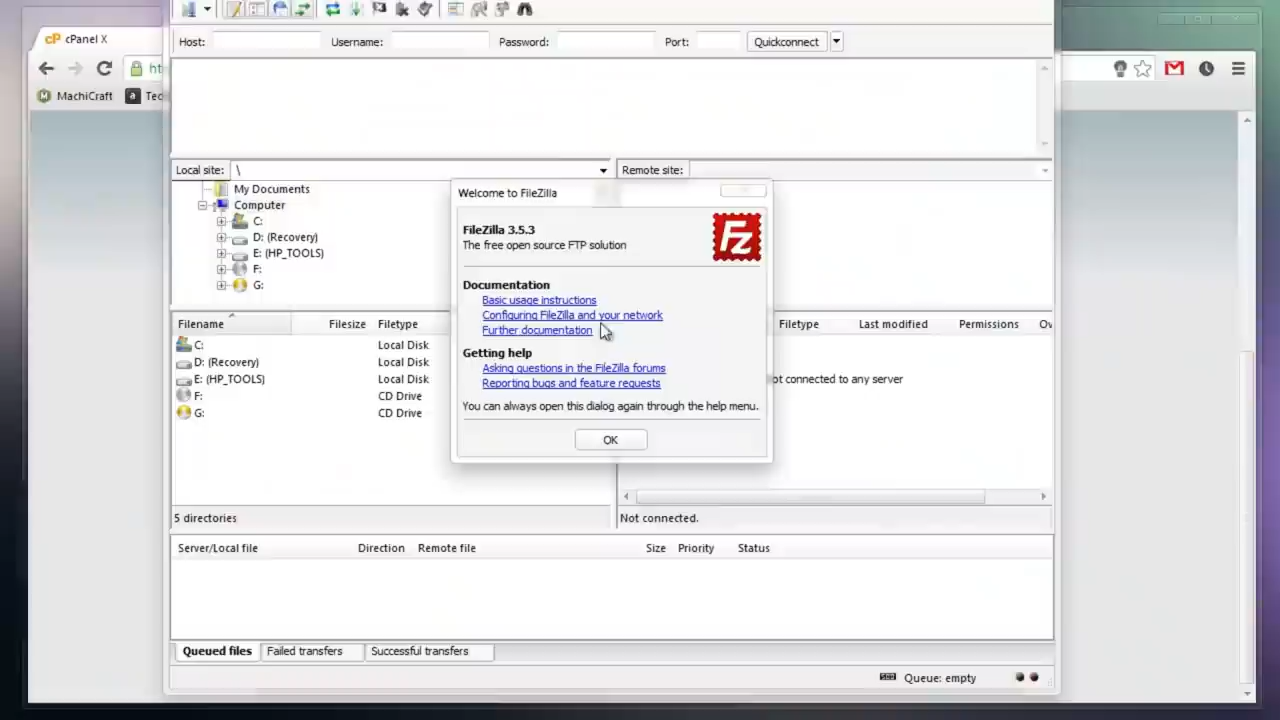 cP cPanel X
Host:
Username:
Password:
Port:
Quickconnect
MachiCraft
a
Local site: \
Remote site:
My Documents
Computer
C:
D: (Recovery)
E: (HP_TOOLS)
F:
G:
Welcome to FileZilla
FileZilla 3.5.3
The free open source FTP solution
Fz
Documentation
Basic usage instructions
Configuring FileZilla and your network
Further documentation
Getting help
Asking questions in the FileZilla forums
Reporting bugs and feature requests
You can always open this dialog again through the help menu.
OK
Filename Filesize Filetype
C: Local Disk
D: (Recovery) Local Disk
E: (HP_TOOLS) Local Disk
F: CD Drive
G: CD Drive
5 directories
Filetype Last modified Permissions
connected to any server
Not connected.
Server/Local file Direction Remote file Size Priority Status
Queued files Failed transfers Successful transfers
Queue: empty